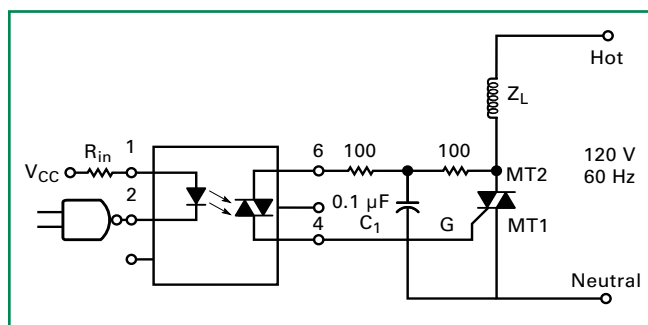 Hot
Z_L
R_in
1
6
100
100
V_CC
MT2
120 V
60 Hz
2
0.1 μF
C_1
4
G
MT1
Neutral